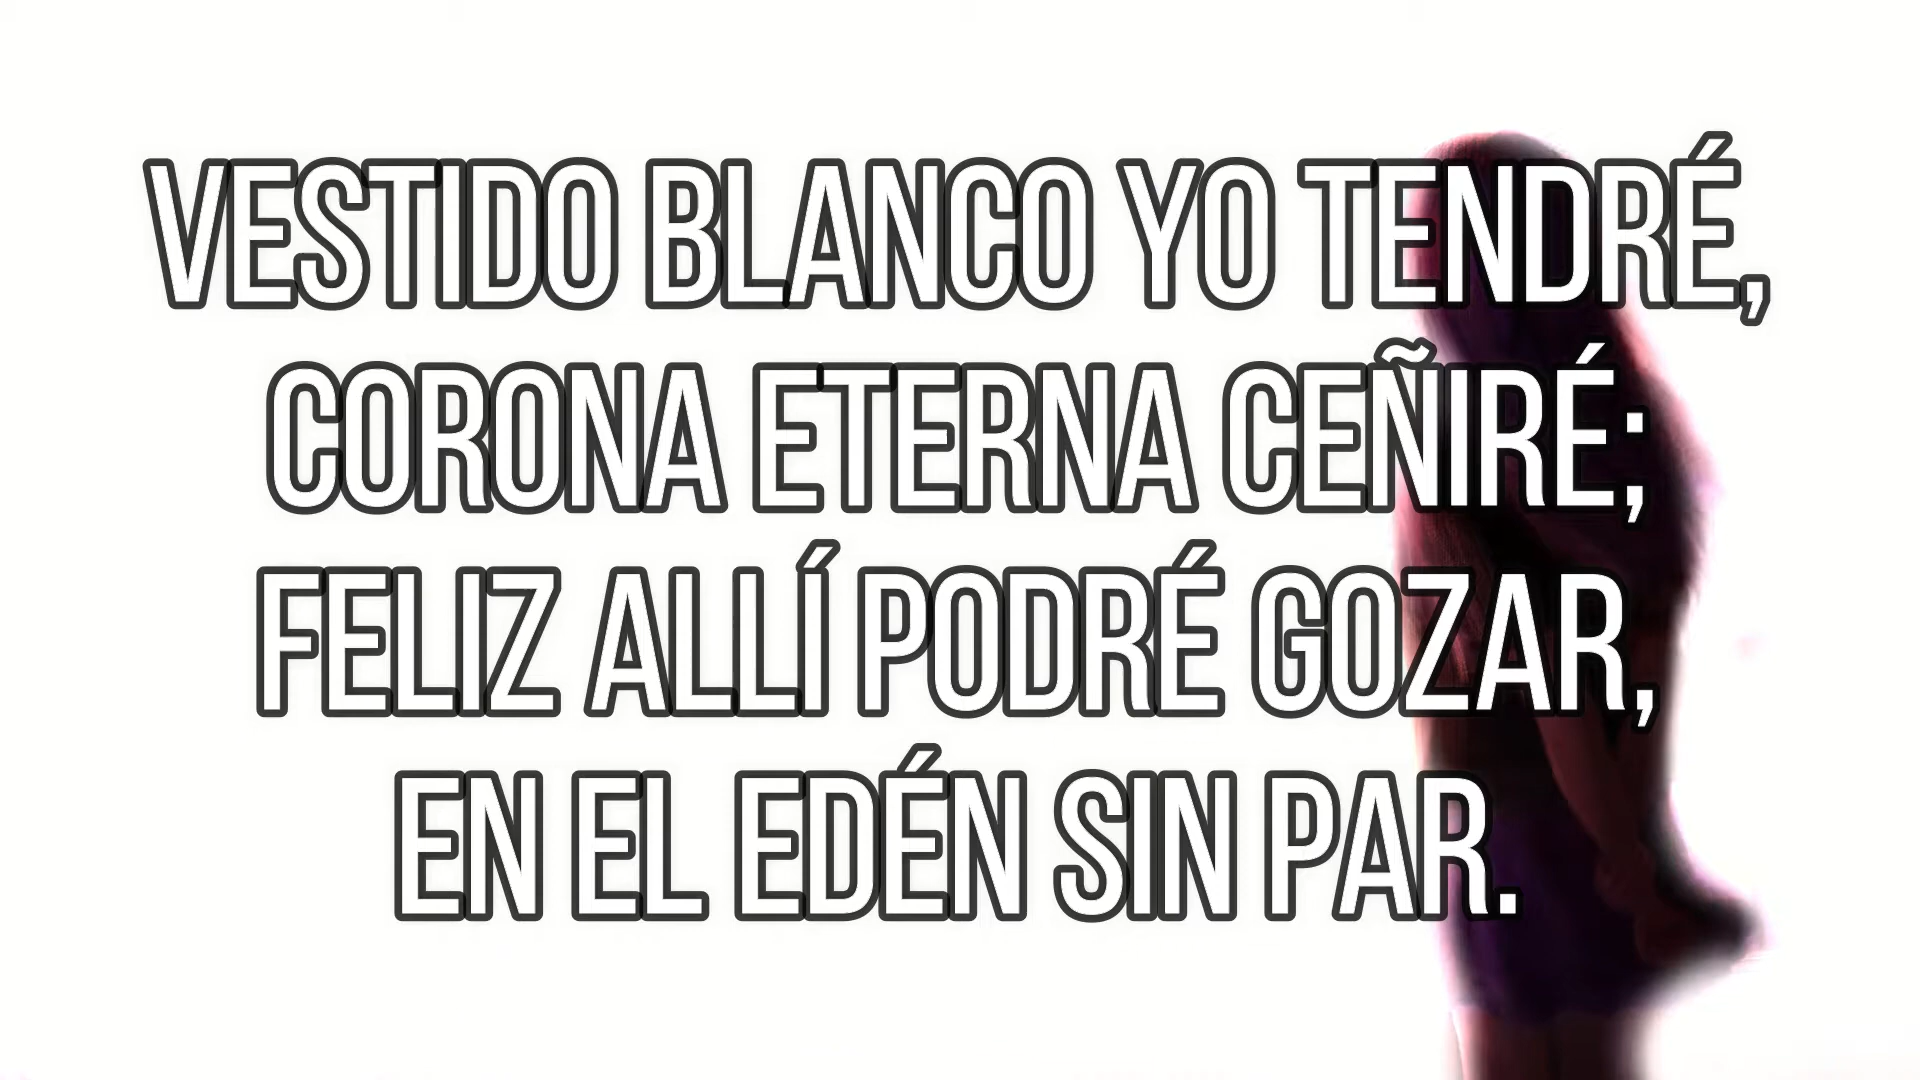 VESTIDO BLANCO YO TENDRÉ,
CORONA ETERNA CEÑIRÉ;
FELIZ ALLÍ PODRÉ GOZAR,
EN EL EDÉN SIN PAR.